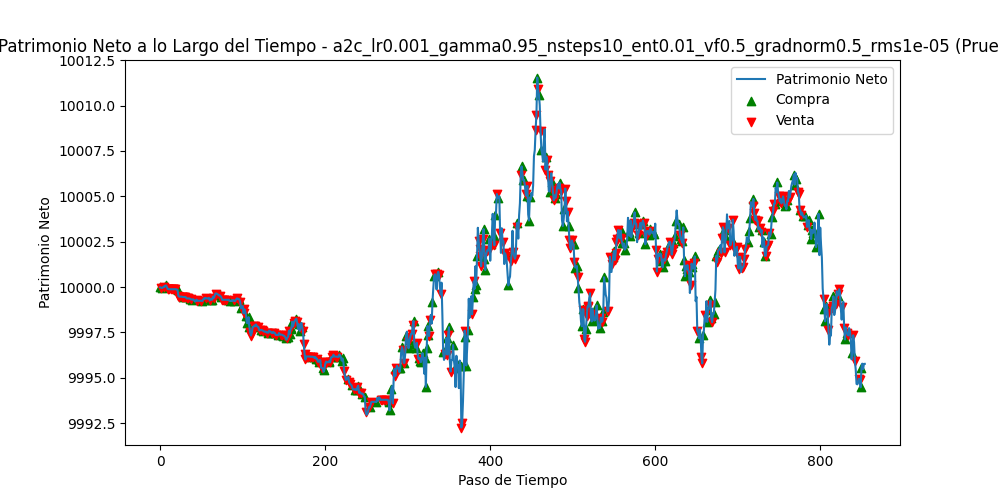 Patrimonio Neto a lo Largo del Tiempo - a2c_lr0.001_gamma0.95_nsteps10_ent0.01_vf0.5_gradnorm0.5_rms1e-05 (Prue
10012.5
10010.0
10007.5
10005.0
10002.5
10000.0
9997.5
9995.0
9992.5
Patrimonio Neto
Patrimonio Neto
Compra
Venta
0
200
400
600
800
Paso de Tiempo